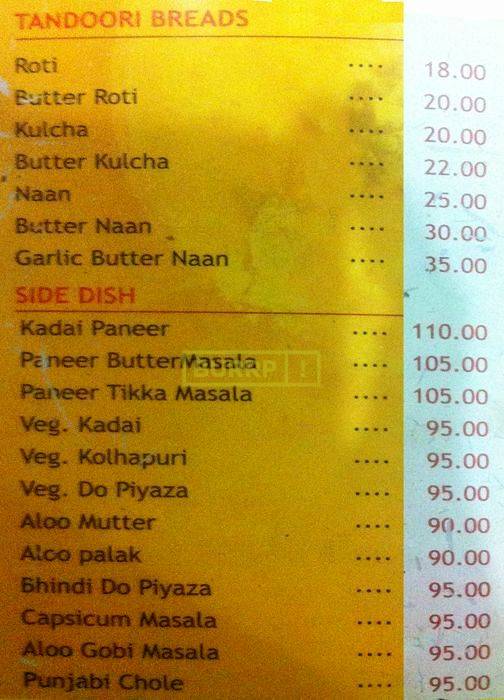 TANDOORI BREADS
Roti .... 18.00
Butter Roti .... 20.00
Kulcha .... 20.00
Butter Kulcha .... 22.00
Naan .... 25.00
Butter Naan .... 30.00
Garlic Butter Naan .... 35.00
SIDE DISH
Kadai Paneer .... 110.00
Paneer ButterMasala .... 105.00
BURRP!
Paneer Tikka Masala .... 105.00
Veg. Kadai .... 95.00
Veg. Kolhapuri .... 95.00
Veg. Do Piyaza .... 95.00
Aloo Mutter .... 90.00
Aloo palak .... 90.00
Bhindi Do Piyaza .... 95.00
Capsicum Masala .... 95.00
Aloo Gobi Masala .... 95.00
Punjabi Chole .... 95.00